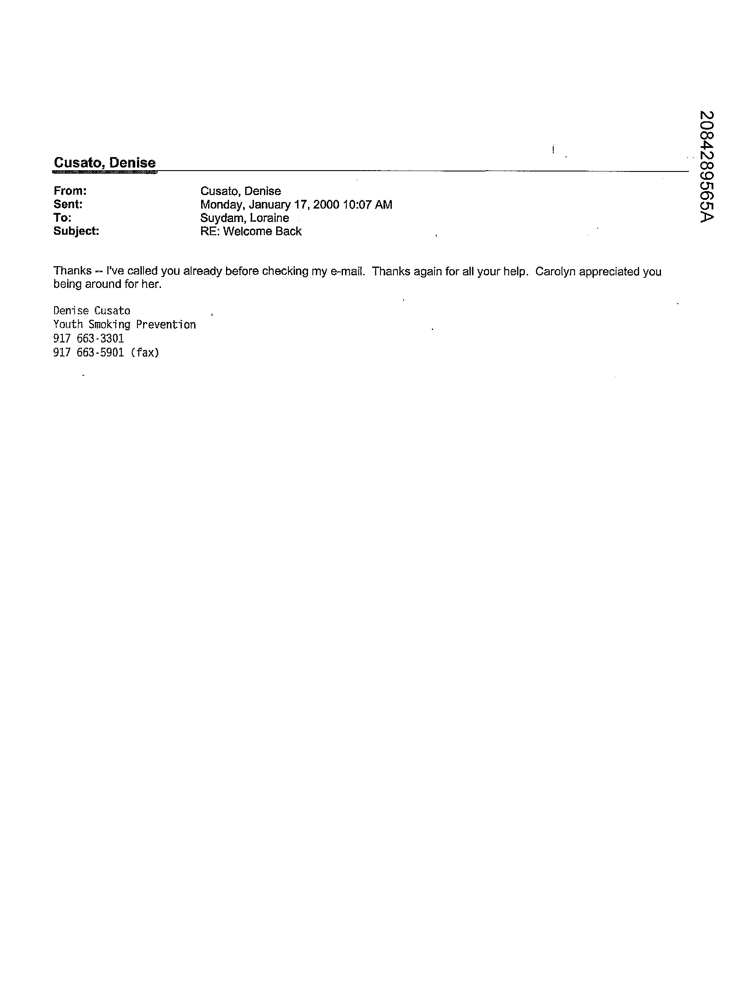 2084289565A
Cusato, Denise
From: Cusato, Denise
Sent: Monday, January 17, 2000 10:07 AM
To: Suydam, Loraine
Subject: RE: Welcome Back
Thanks -- I've called you already before checking my e-mail. Thanks again for all your help. Carolyn appreciated you
being around for her.
Denise Cusato
Youth Smoking Prevention
917 663-3301
917 663-5901 (fax)